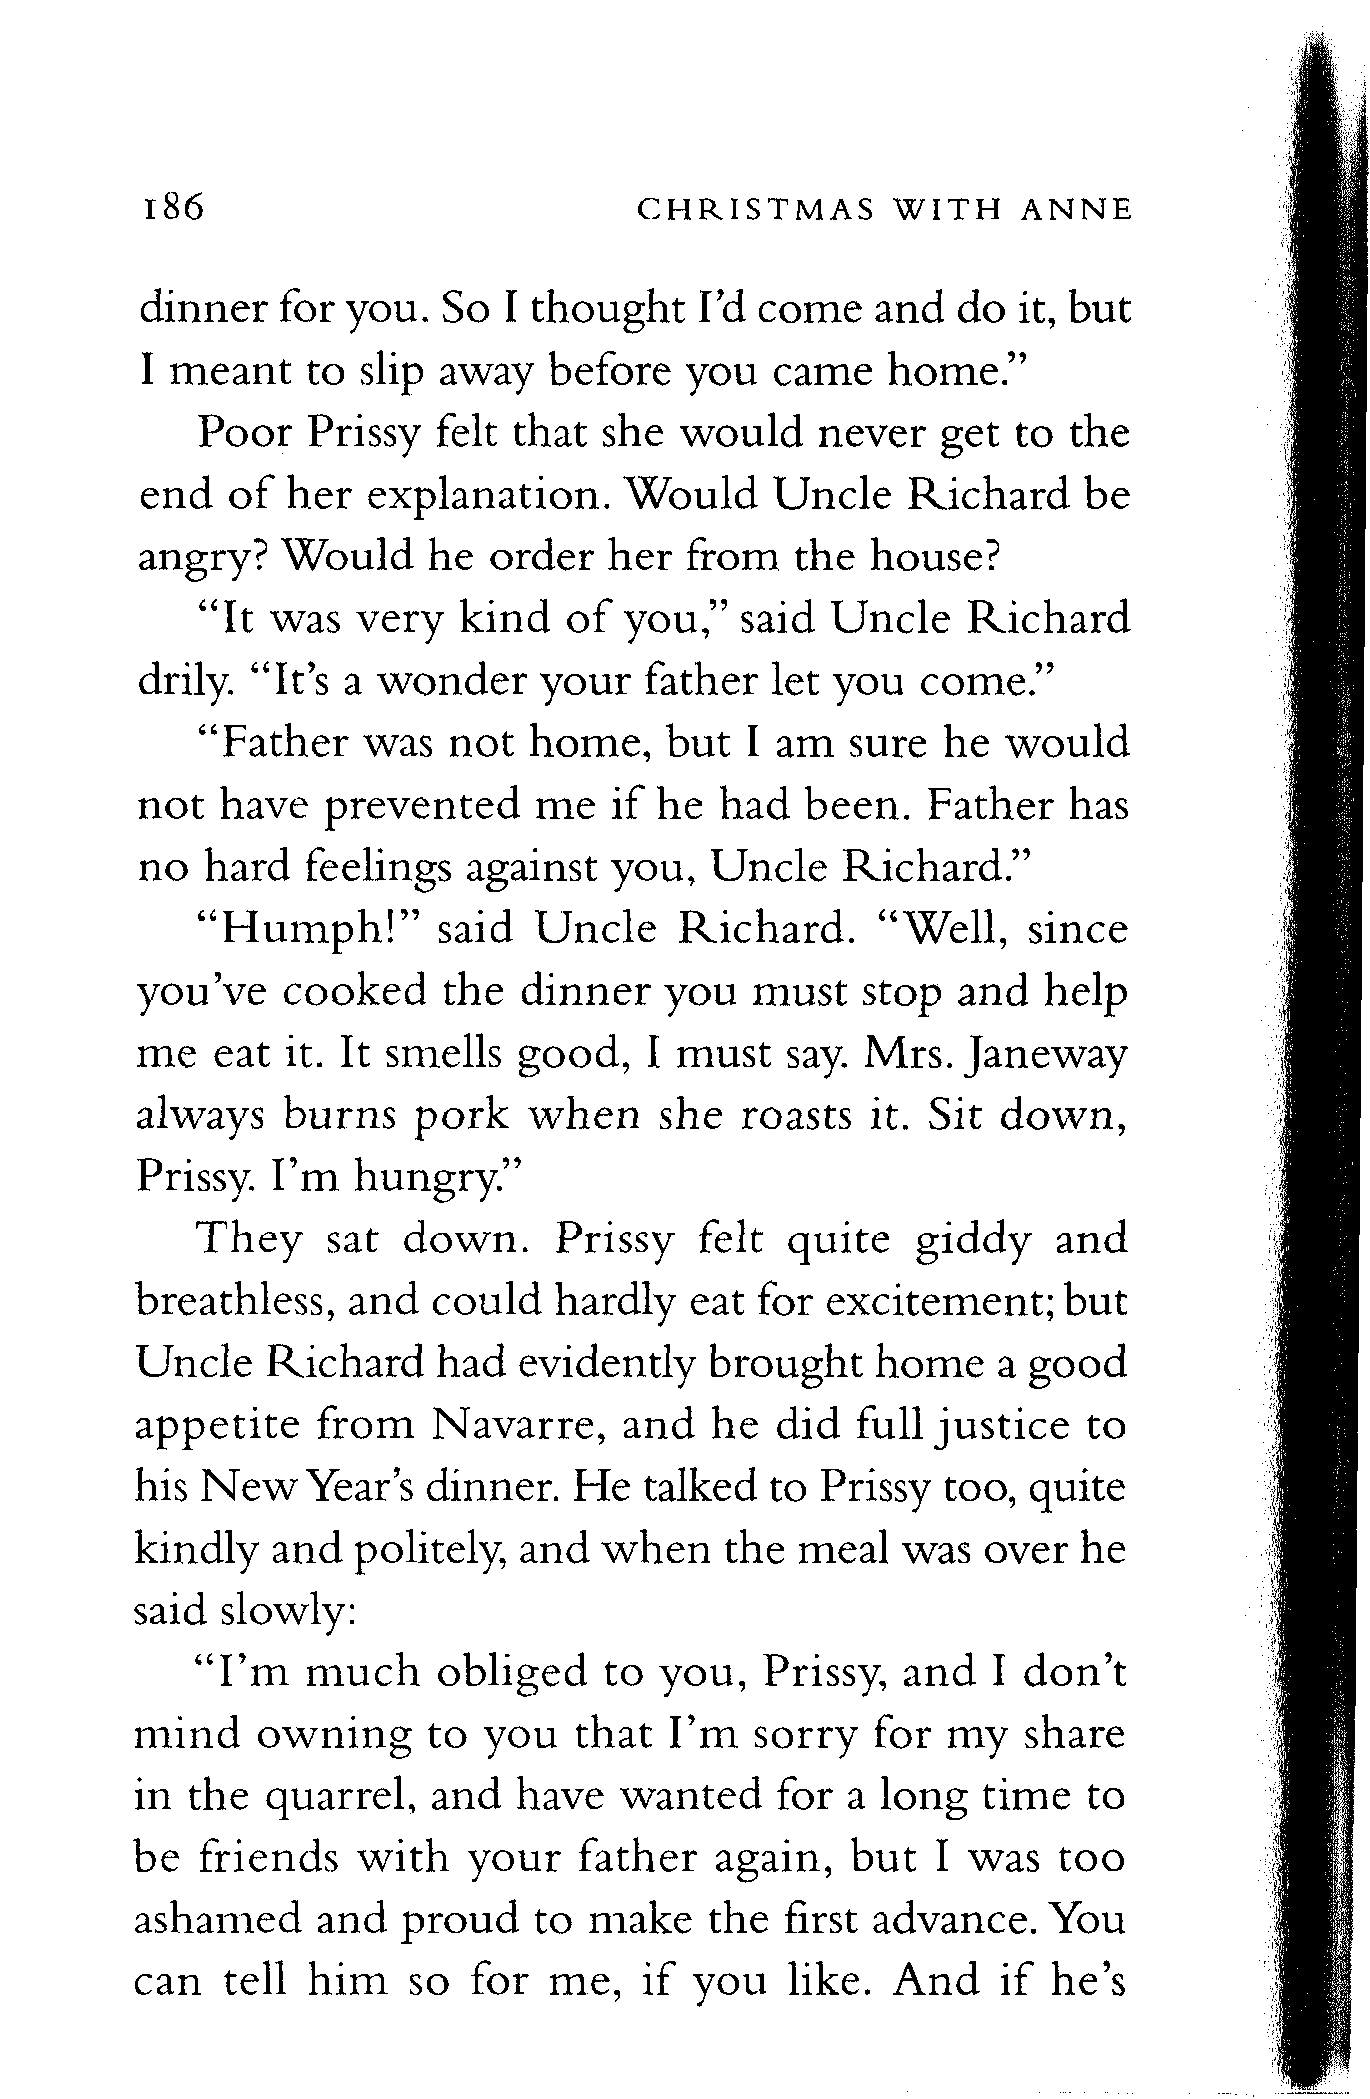 186 CHRISTMAS WITH ANNE
dinner for you. So I thought I’d come and do it, but
I meant to slip away before you came home.”
Poor Prissy felt that she would never get to the
end of her explanation. Would Uncle Richard be
angry? Would he order her from the house?
“It was very kind of you,” said Uncle Richard
drily. “It’s a wonder your father let you come.”
“Father was not home, but I am sure he would
not have prevented me if he had been. Father has
no hard feelings against you, Uncle Richard.”
“Humph!” said Uncle Richard. “Well, since
you’ve cooked the dinner you must stop and help
me eat it. It smells good, I must say. Mrs. Janeway
always burns pork when she roasts it. Sit down,
Prissy. I’m hungry.”
They sat down. Prissy felt quite giddy and
breathless, and could hardly eat for excitement; but
Uncle Richard had evidently brought home a good
appetite from Navarre, and he did full justice to
his New Year’s dinner. He talked to Prissy too, quite
kindly and politely, and when the meal was over he
said slowly:
“I’m much obliged to you, Prissy, and I don’t
mind owning to you that I’m sorry for my share
in the quarrel, and have wanted for a long time to
be friends with your father again, but I was too
ashamed and proud to make the first advance. You
can tell him so for me, if you like. And if he’s